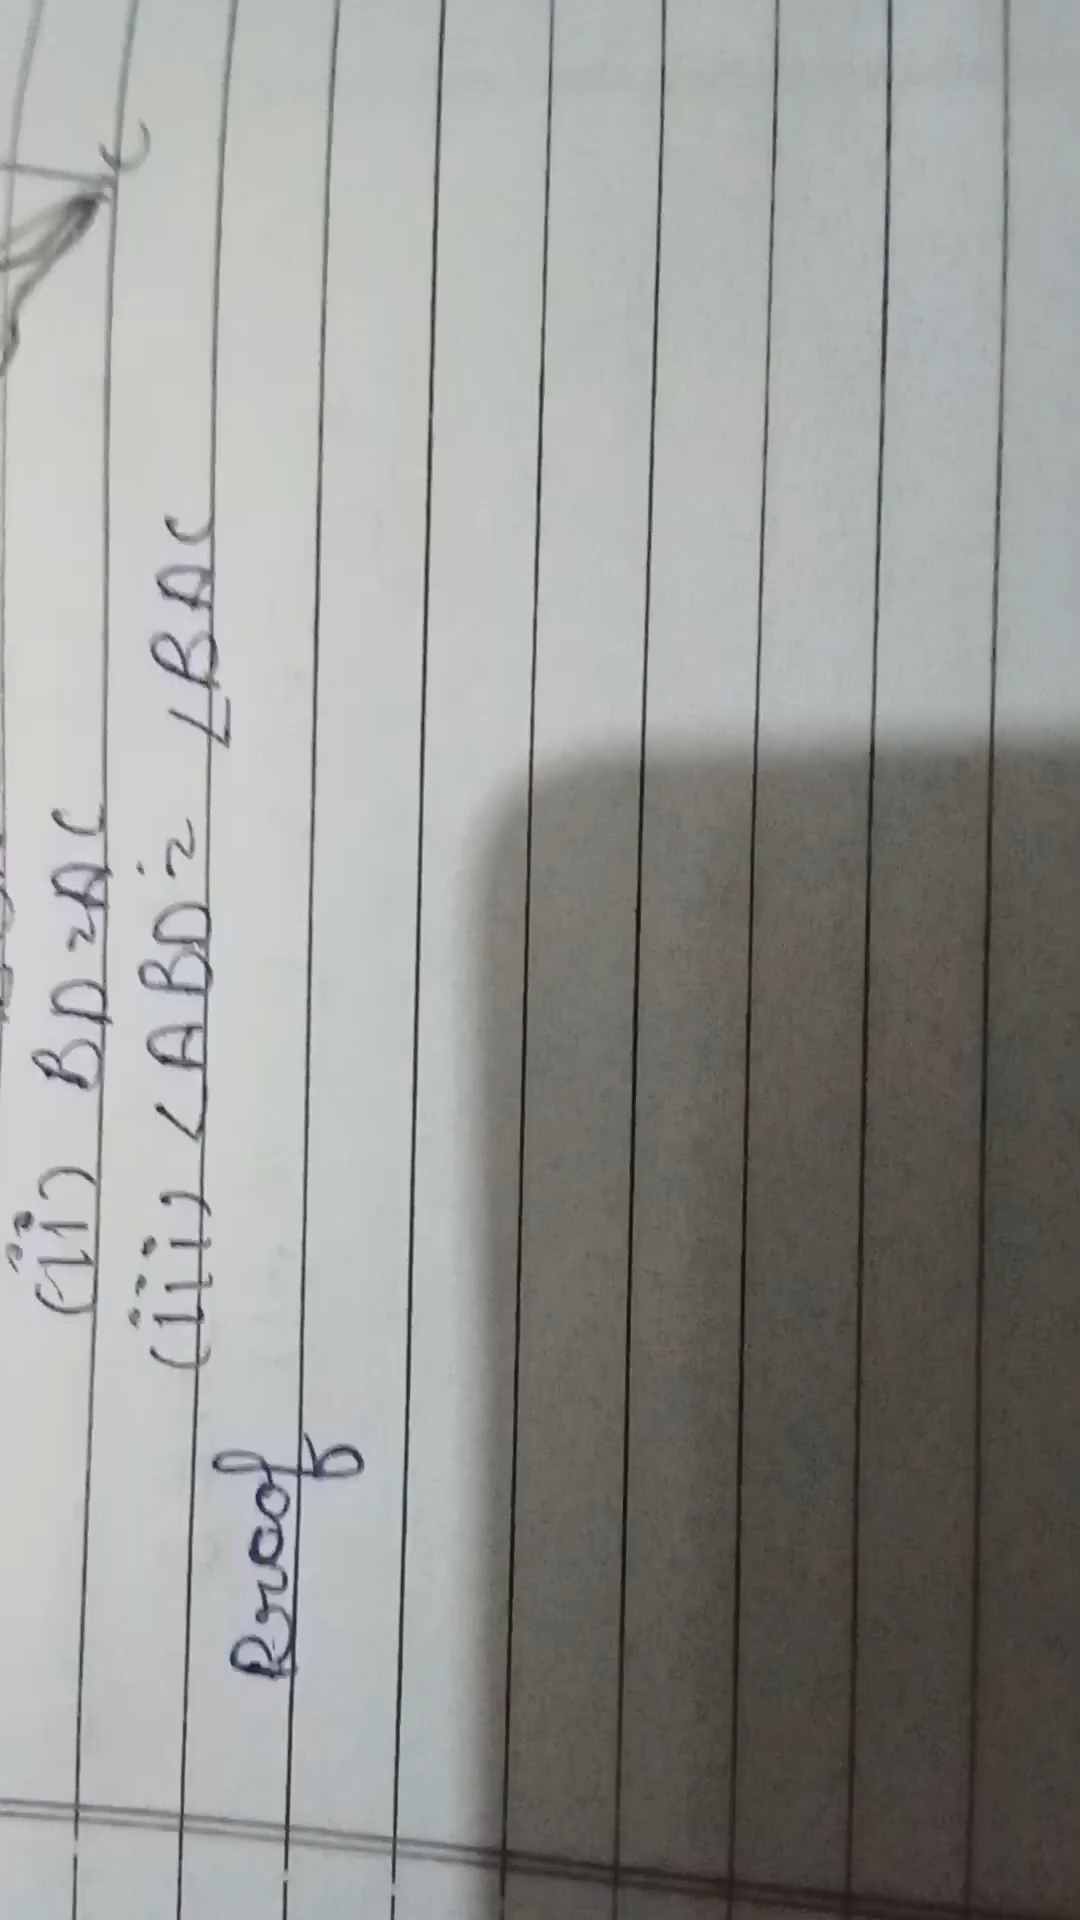 C
(ii) BD = AC
(iii) ∠ABD = ∠BAC
Proof